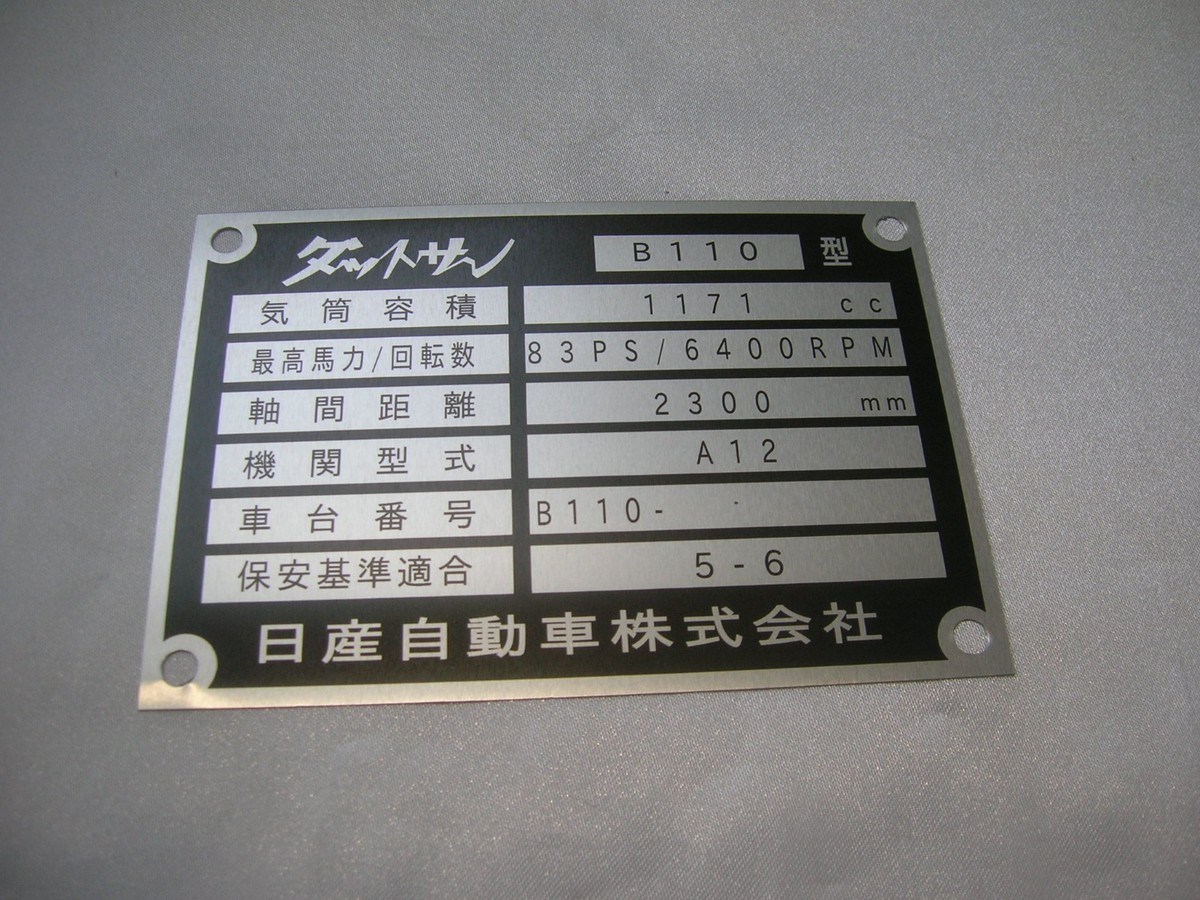 ダットサン B110 型
気筒容積 1171 cc
最高馬力/回転数 83PS/6400RPM
軸間距離 2300 mm
機関型式 A12
車台番号 B110-
保安基準適合 5-6
日産自動車株式会社